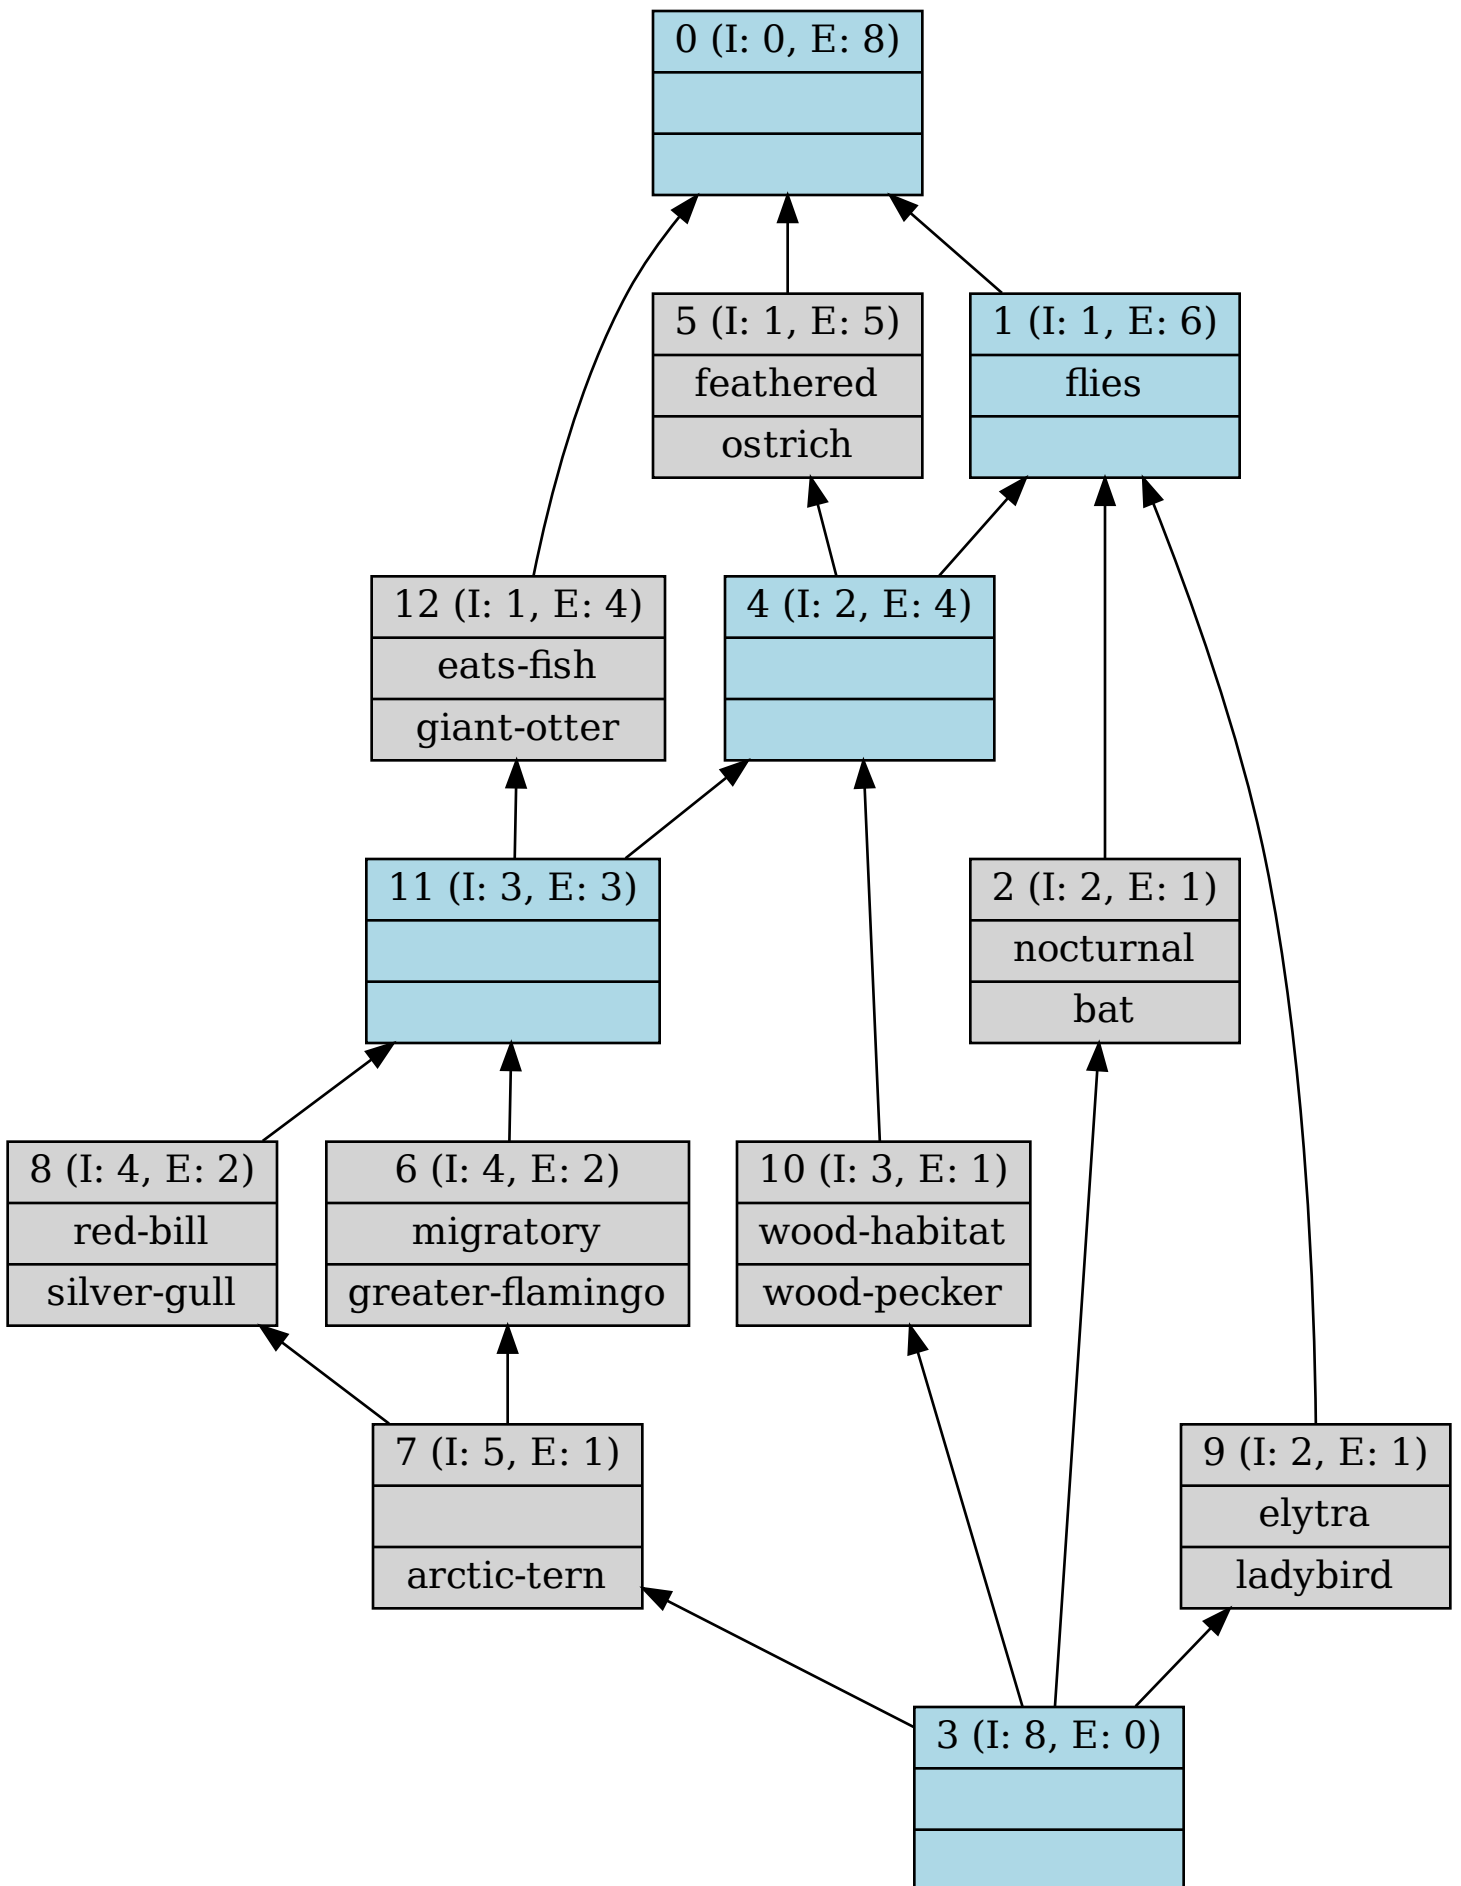 0 (I: 0, E: 8)
5 (I: 1, E: 5)
feathered
ostrich
1 (I: 1, E: 6)
flies
12 (I: 1, E: 4)
eats-fish
giant-otter
4 (I: 2, E: 4)
11 (I: 3, E: 3)
2 (I: 2, E: 1)
nocturnal
bat
8 (I: 4, E: 2)
red-bill
silver-gull
6 (I: 4, E: 2)
migratory
greater-flamingo
10 (I: 3, E: 1)
wood-habitat
wood-pecker
7 (I: 5, E: 1)
arctic-tern
9 (I: 2, E: 1)
elytra
ladybird
3 (I: 8, E: 0)